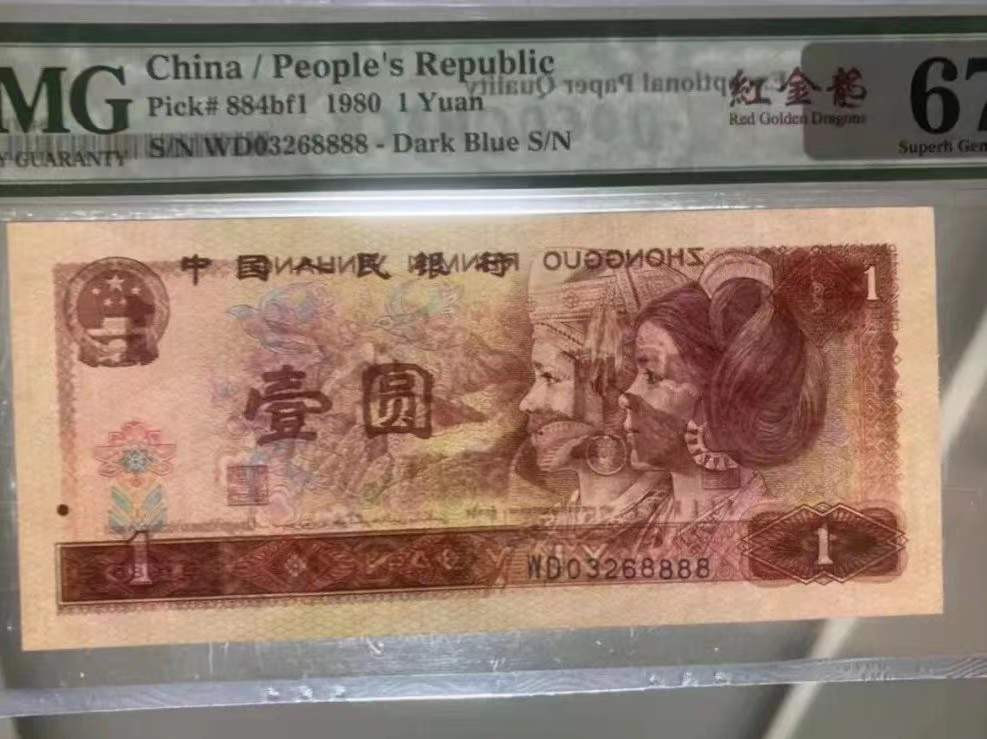 MG
Y GUARANTY
China / People's Republic
Pick# 884bf1 1980 1 Yuan
S/N WD03268888 - Dark Blue S/N
紅金龍
Red Golden Dragons
67
Superb Gem
中国人民银行
ZHONGGUO RENMIN YINHANG
1
壹圆
1
1
WD03268888